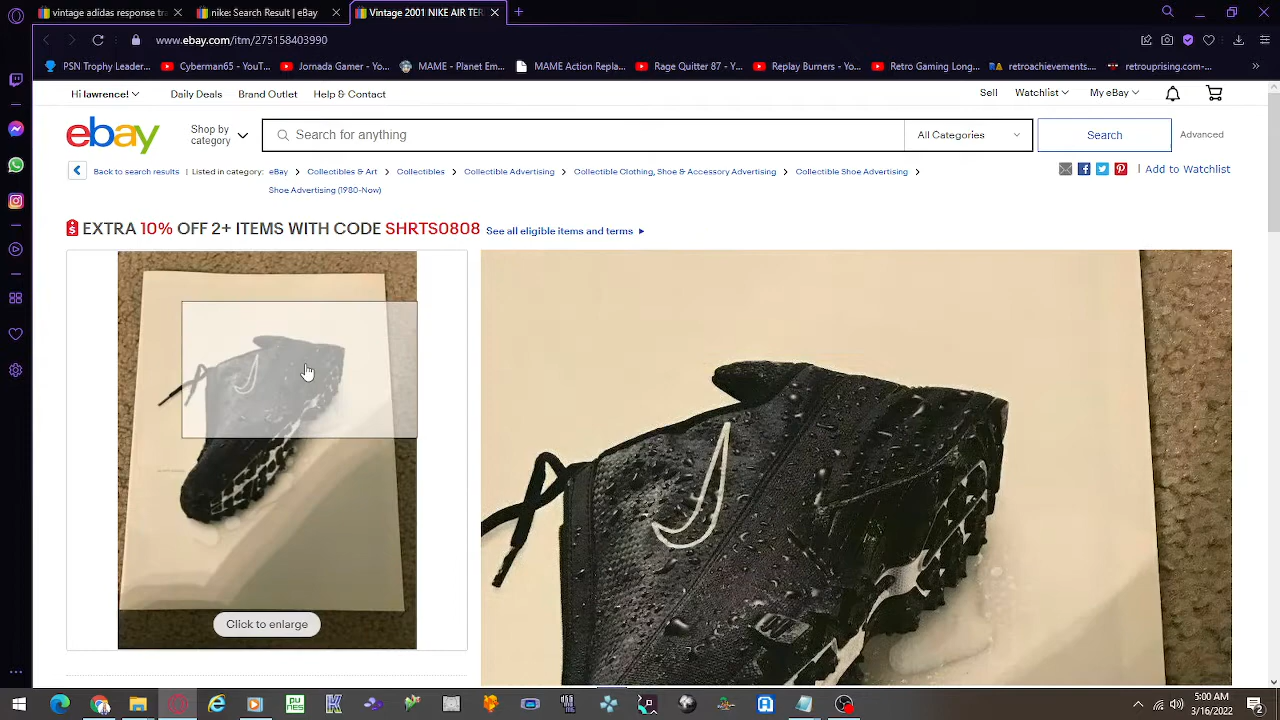 vintage adidas response tra
nikes Search Result | eBay
Vintage 2001 NIKE AIR TER
www.ebay.com/itm/275158403990
PSN Trophy Leader...
Cyberman65 - YouT...
Jornada Gamer - Yo...
MAME - Planet Em...
MAME Action Repla...
Rage Quitter 87 - Y...
Replay Burners - Yo...
Retro Gaming Long...
retroachievements....
retrouprising.com-...
Hi lawrence!
Daily Deals
Brand Outlet
Help & Contact
Sell
Watchlist
My eBay
ebay
Shop by
category
Search for anything
All Categories
Search
Advanced
Back to search results | Listed in category: eBay > Collectibles & Art > Collectibles > Collectible Advertising > Collectible Clothing, Shoe & Accessory Advertising > Collectible Shoe Advertising >
Shoe Advertising (1980-Now)
| Add to Watchlist
EXTRA 10% OFF 2+ ITEMS WITH CODE SHRTS0808 See all eligible items and terms
Click to enlarge
5:00 AM
7/16/2022